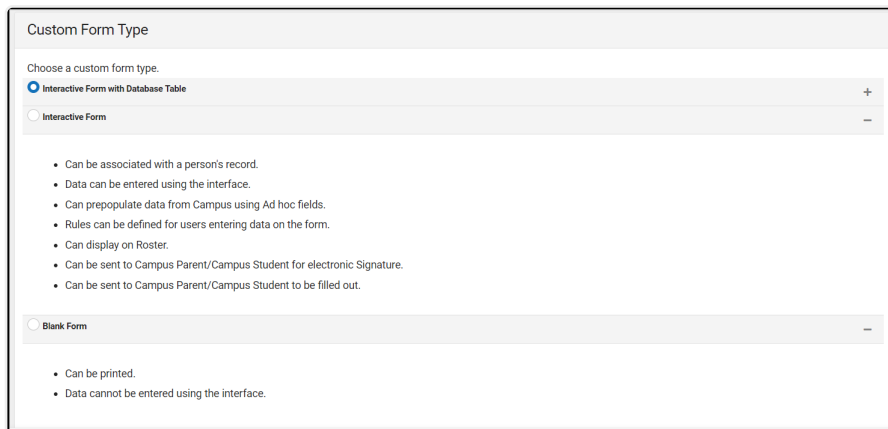 Custom Form Type
Choose a custom form type.
Interactive Form with Database Table
+
Interactive Form
–
• Can be associated with a person's record.
• Data can be entered using the interface.
• Can prepopulate data from Campus using Ad hoc fields.
• Rules can be defined for users entering data on the form.
• Can display on Roster.
• Can be sent to Campus Parent/Campus Student for electronic Signature.
• Can be sent to Campus Parent/Campus Student to be filled out.
Blank Form
–
• Can be printed.
• Data cannot be entered using the interface.